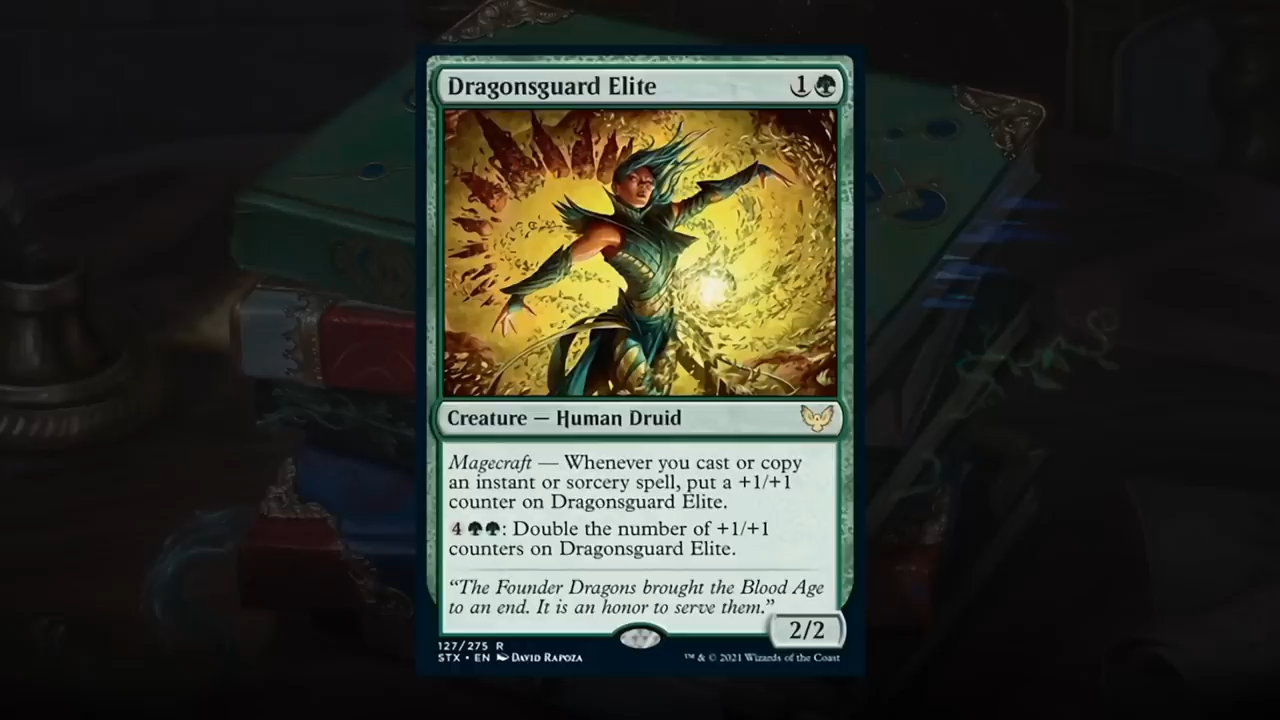 Dragonsguard Elite 1
Creature — Human Druid
Magecraft — Whenever you cast or copy
an instant or sorcery spell, put a +1/+1
counter on Dragonsguard Elite.
4 : Double the number of +1/+1
counters on Dragonsguard Elite.
“The Founder Dragons brought the Blood Age
to an end. It is an honor to serve them.”
2/2
127/275 R
STX • EN David Rapoza ™ & © 2021 Wizards of the Coast